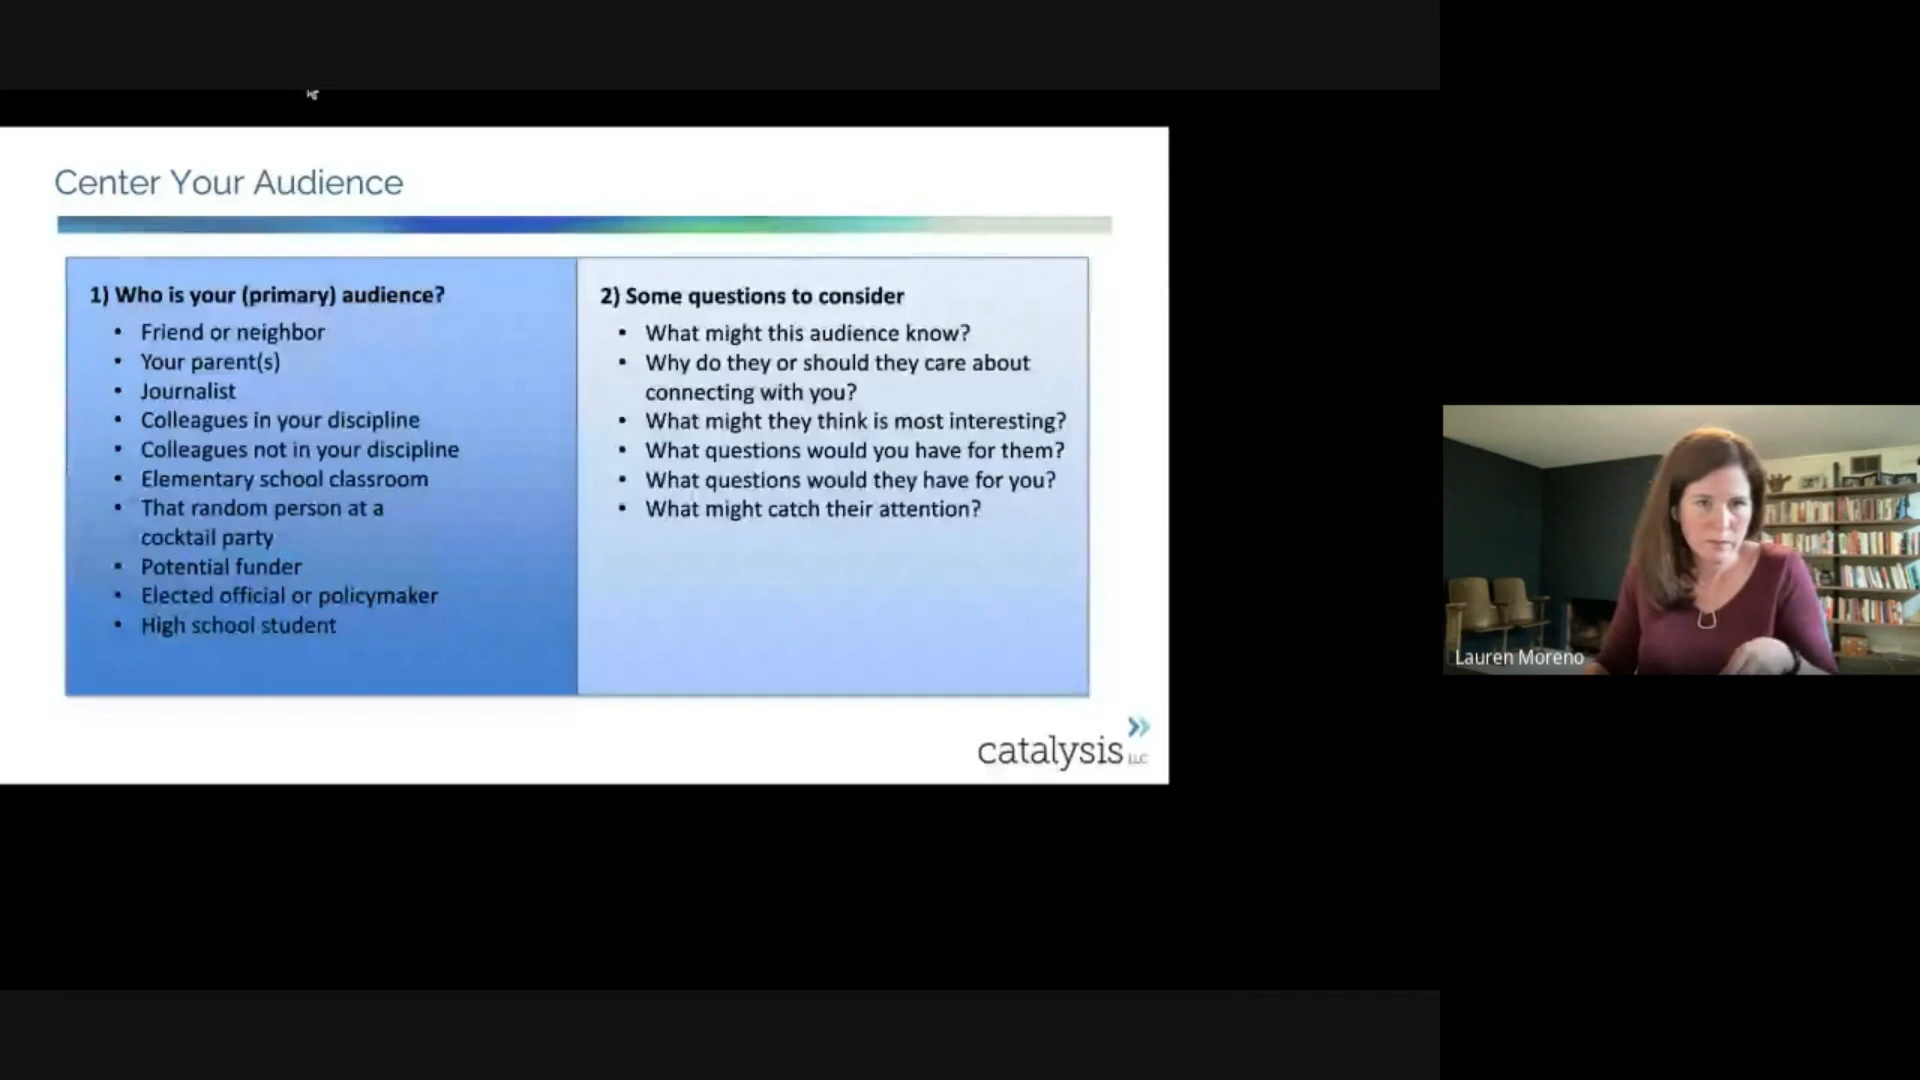 Center Your Audience
1) Who is your (primary) audience?
• Friend or neighbor
• Your parent(s)
• Journalist
• Colleagues in your discipline
• Colleagues not in your discipline
• Elementary school classroom
• That random person at a
cocktail party
• Potential funder
• Elected official or policymaker
• High school student
2) Some questions to consider
• What might this audience know?
• Why do they or should they care about
connecting with you?
• What might they think is most interesting?
• What questions would you have for them?
• What questions would they have for you?
• What might catch their attention?
catalysis LLC
Lauren Moreno